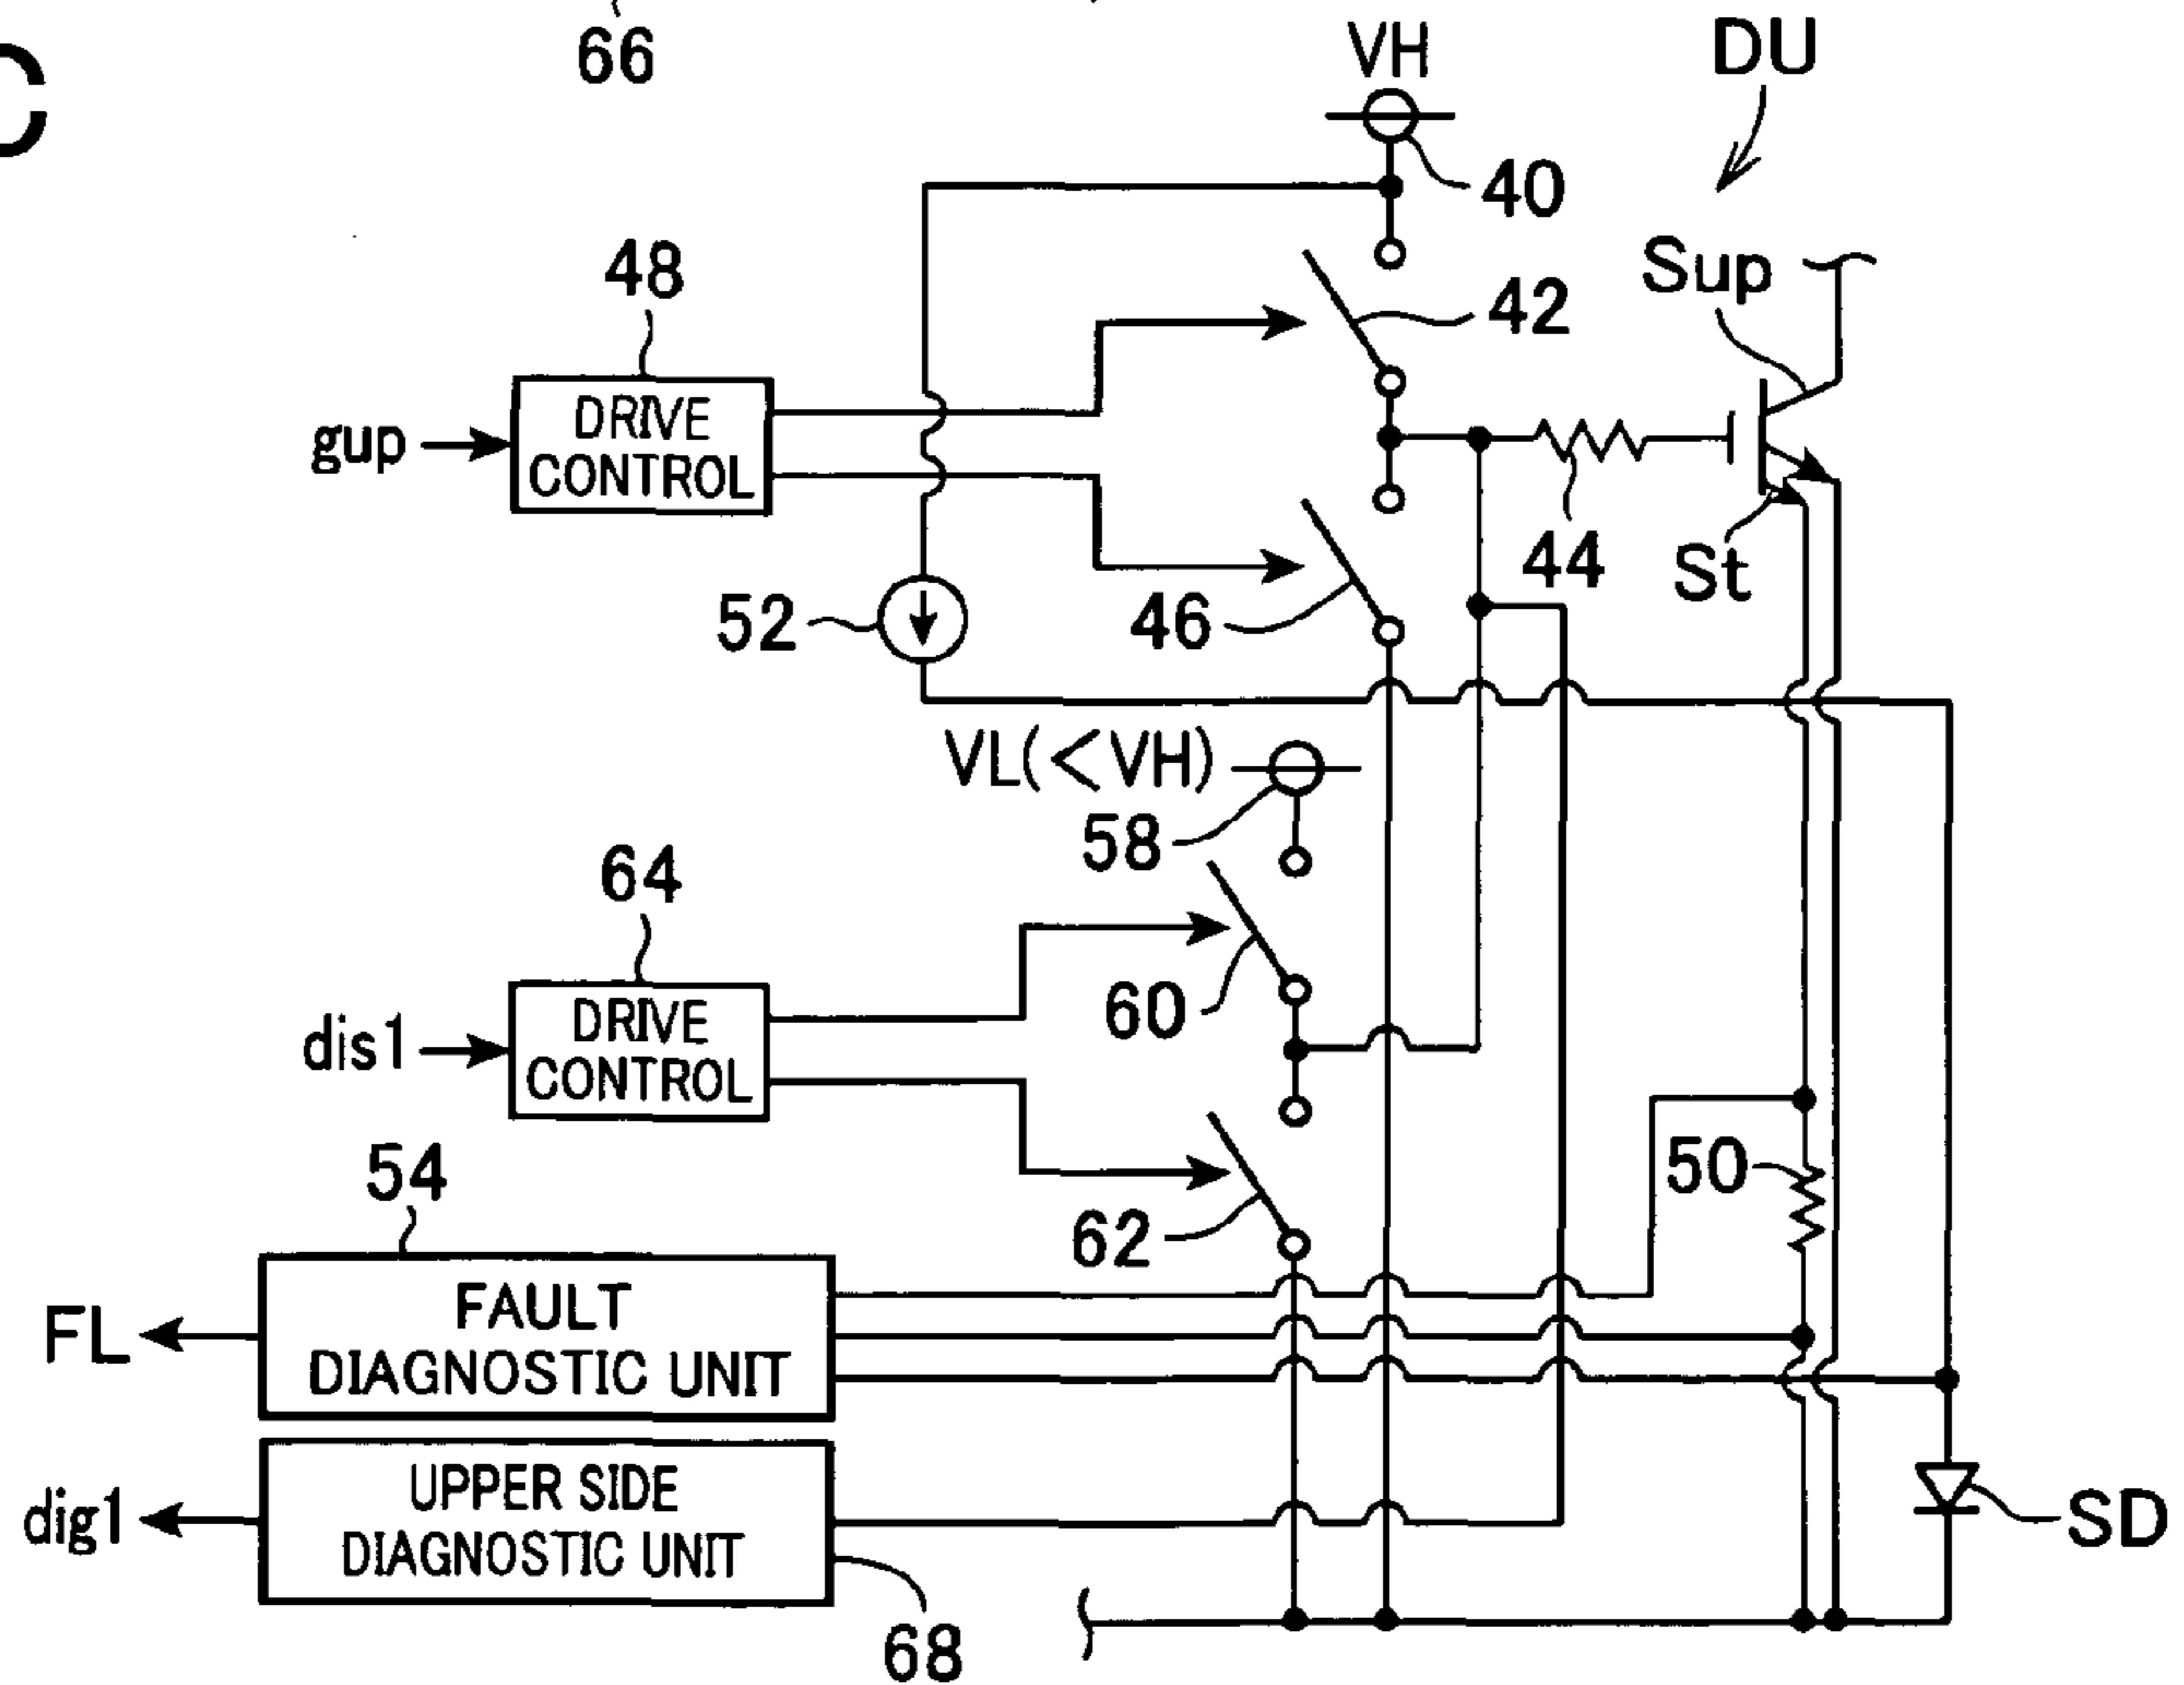 C
66
VH
DU
40
48
Sup
42
gup
DRIVE
CONTROL
44
St
52
46
VL(<VH)
58
64
60
dis1
DRIVE
CONTROL
54
50
62
FL
FAULT
DIAGNOSTIC UNIT
dig1
UPPER SIDE
DIAGNOSTIC UNIT
SD
68